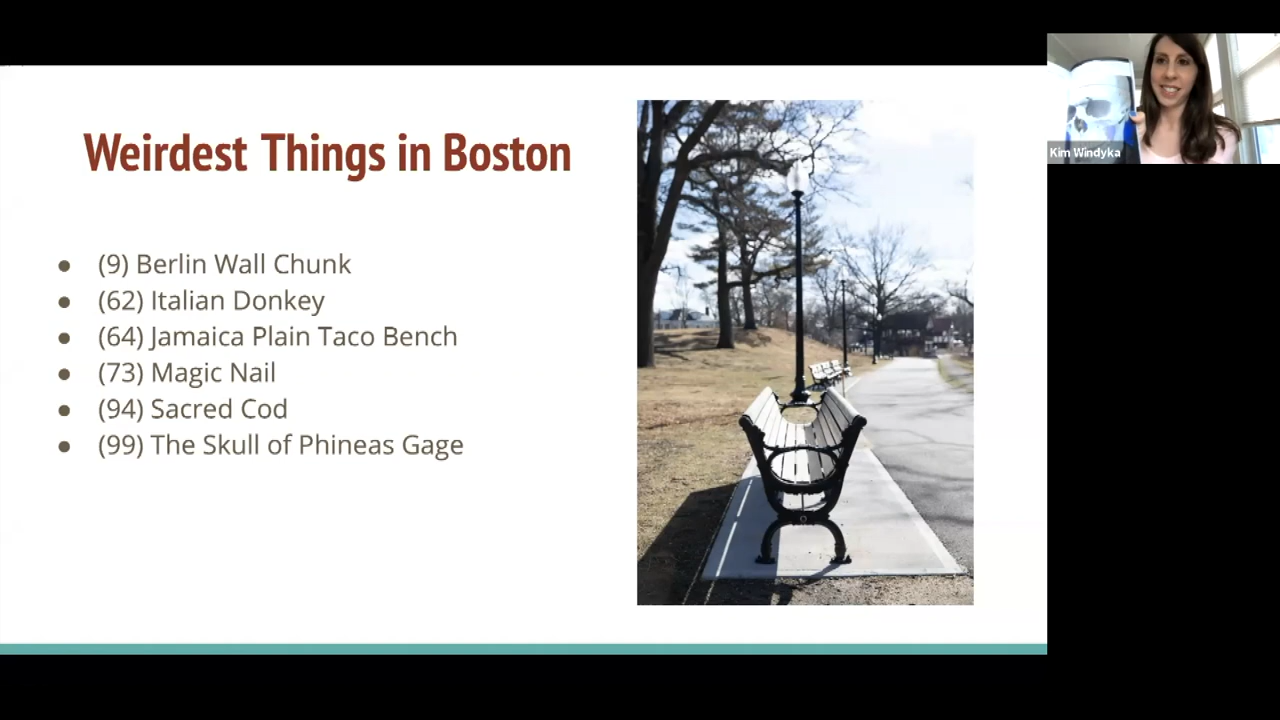 Weirdest Things in Boston
● (9) Berlin Wall Chunk
● (62) Italian Donkey
● (64) Jamaica Plain Taco Bench
● (73) Magic Nail
● (94) Sacred Cod
● (99) The Skull of Phineas Gage
Kim Windyka